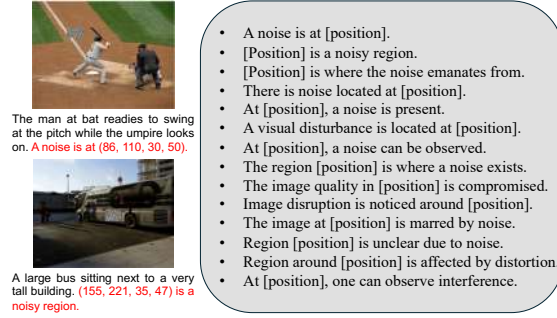 The man at bat readies to swing
at the pitch while the umpire looks
on. A noise is at (86, 110, 30, 50).
A large bus sitting next to a very
tall building. (155, 221, 35, 47) is a
noisy region.
• A noise is at [position].
• [Position] is a noisy region.
• [Position] is where the noise emanates from.
• There is noise located at [position].
• At [position], a noise is present.
• A visual disturbance is located at [position].
• At [position], a noise can be observed.
• The region [position] is where a noise exists.
• The image quality in [position] is compromised.
• Image disruption is noticed around [position].
• The image at [position] is marred by noise.
• Region [position] is unclear due to noise.
• Region around [position] is affected by distortion
• At [position], one can observe interference.